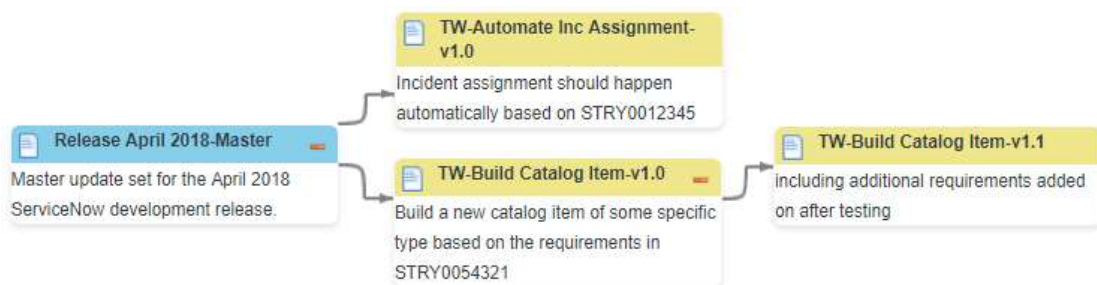 TW-Automate Inc Assignment-
v1.0
Incident assignment should happen
automatically based on STRY0012345
Release April 2018-Master
Master update set for the April 2018
ServiceNow development release.
TW-Build Catalog Item-v1.0
Build a new catalog item of some specific
type based on the requirements in
STRY0054321
TW-Build Catalog Item-v1.1
including additional requirements added
on after testing